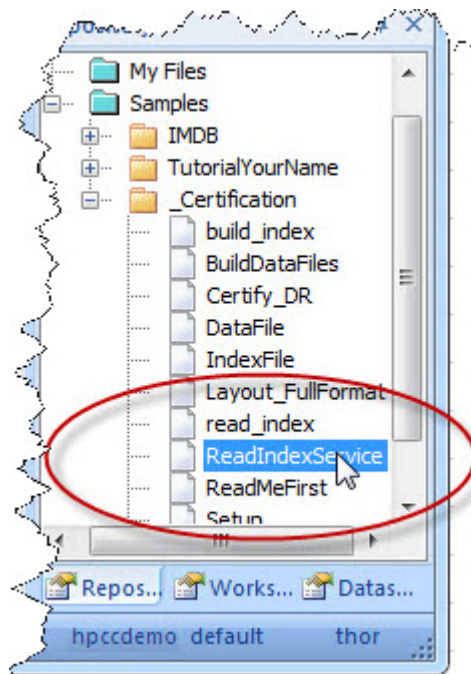 My Files
Samples
IMDB
TutorialYourName
_Certification
build_index
BuildDataFiles
Certify_DR
DataFile
IndexFile
Layout_FullFormat
read_index
ReadIndexService
ReadMeFirst
Setup
Repos... Works... Datas...
hpccdemo default thor